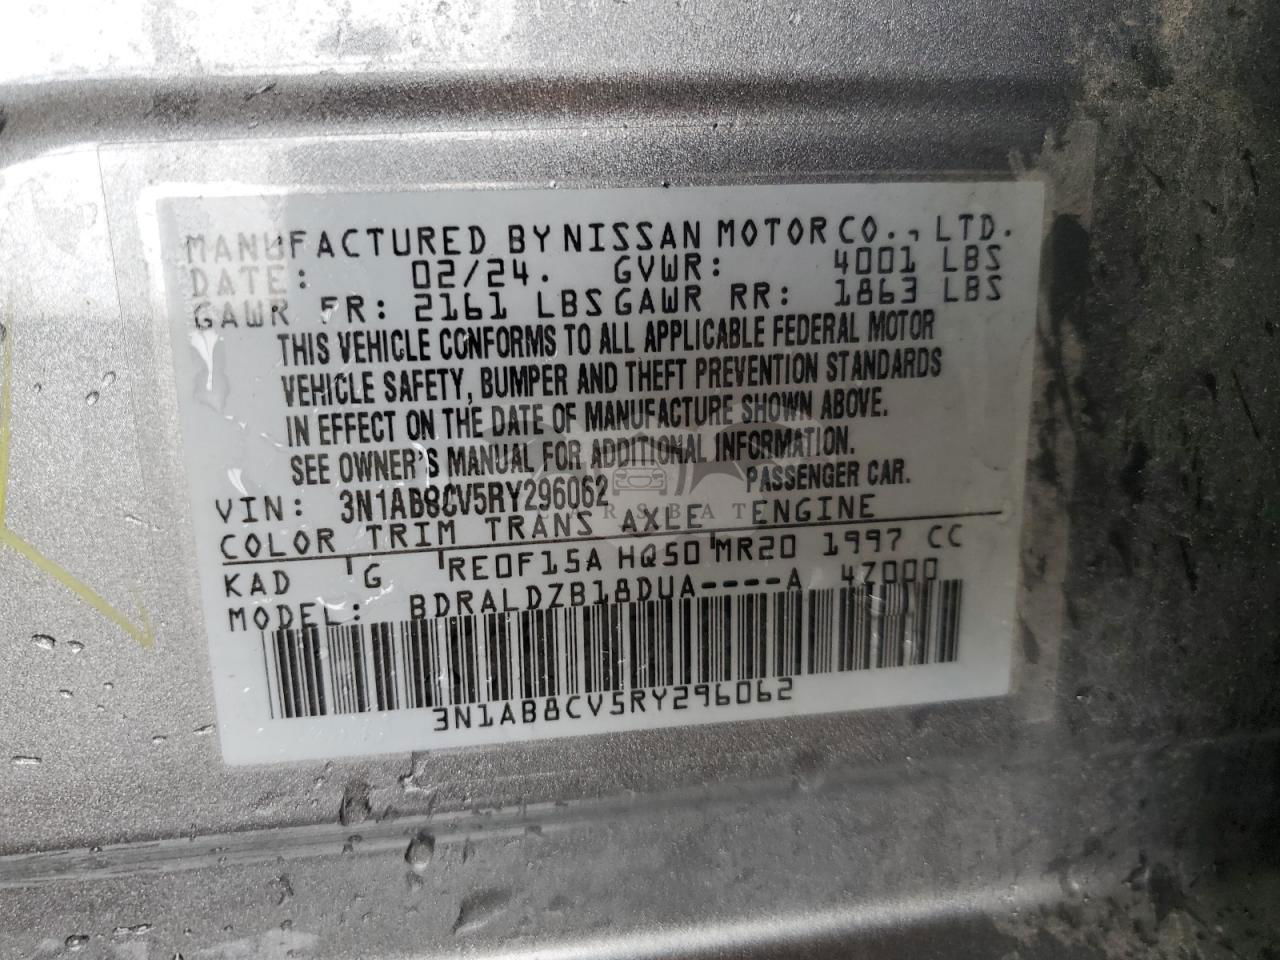 MANUFACTURED BY NISSAN MOTOR CO., LTD.
DATE: 02/24. GVWR: 4001 LBS
GAWR FR: 2161 LBS GAWR RR: 1863 LBS
THIS VEHICLE CONFORMS TO ALL APPLICABLE FEDERAL MOTOR
VEHICLE SAFETY, BUMPER AND THEFT PREVENTION STANDARDS
IN EFFECT ON THE DATE OF MANUFACTURE SHOWN ABOVE.
SEE OWNER'S MANUAL FOR ADDITIONAL INFORMATION.
VIN: 3N1AB8CV5RY296062 PASSENGER CAR.
COLOR TRIM TRANS AXLE ENGINE
KAD G RE0F15A HQ50 MR20 1997 CC
MODEL: BDRALDZB18DUA----A 4Z000
3N1AB8CV5RY296062